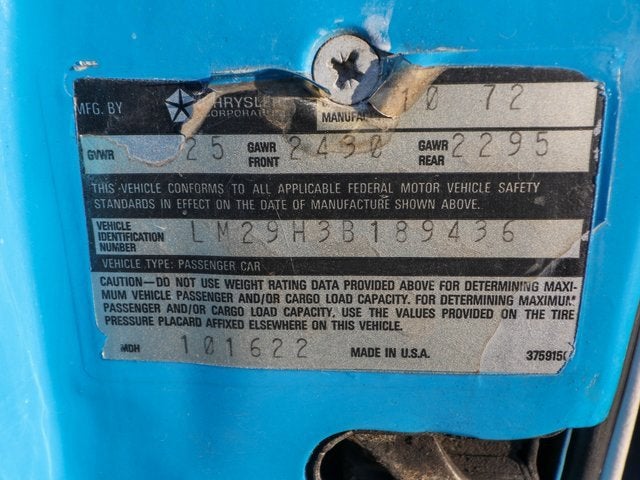 MFG. BY CHRYSLER CORPORATION 10 72
GVWR 25 GAWR FRONT 2430 GAWR REAR 2295
THIS VEHICLE CONFORMS TO ALL APPLICABLE FEDERAL MOTOR VEHICLE SAFETY
STANDARDS IN EFFECT ON THE DATE OF MANUFACTURE SHOWN ABOVE.
VEHICLE IDENTIFICATION NUMBER LM29H3B189436
VEHICLE TYPE: PASSENGER CAR
CAUTION—DO NOT USE WEIGHT RATING DATA PROVIDED ABOVE FOR DETERMINING MAXI-
MUM VEHICLE PASSENGER AND/OR CARGO LOAD CAPACITY. FOR DETERMINING MAXIMUM
PASSENGER AND/OR CARGO LOAD CAPACITY. USE THE VALUES PROVIDED ON THE TIRE
PRESSURE PLACARD AFFIXED ELSEWHERE ON THIS VEHICLE.
MDH 101622 MADE IN U.S.A. 375915